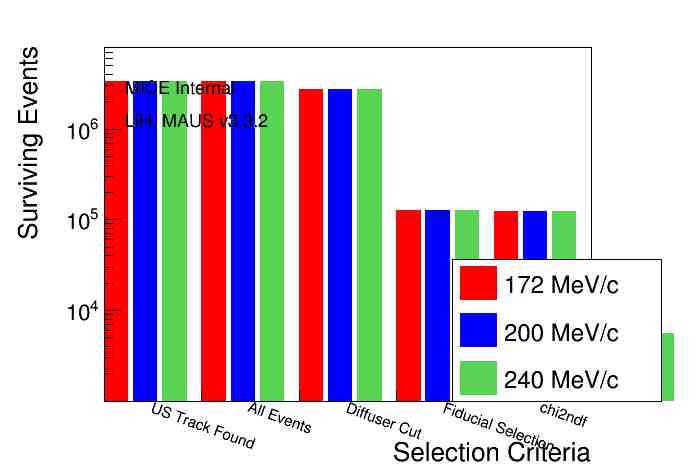 Surviving Events
MICE Internal
LiH, MAUS v3.3.2
10^6
10^5
10^4
172 MeV/c
200 MeV/c
240 MeV/c
US Track Found
All Events
Diffuser Cut
Fiducial Selection
chi2ndf
Selection Criteria